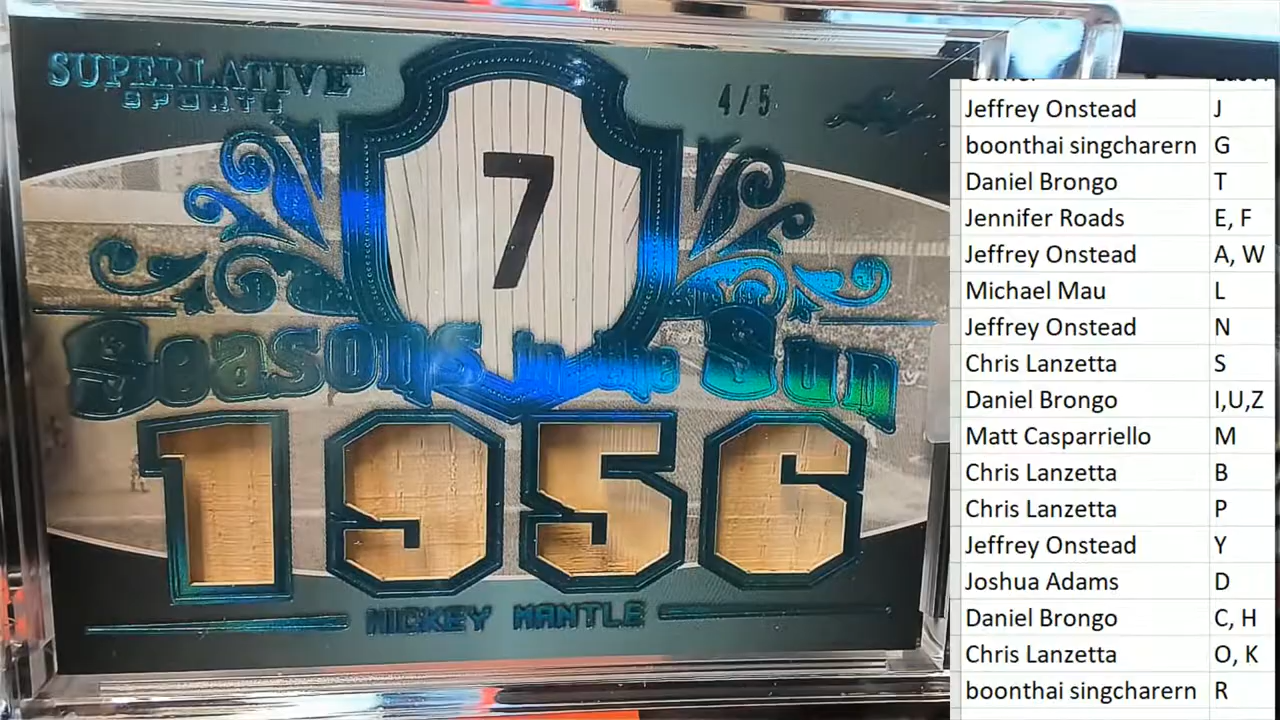 SUPERLATIVE
SPORTS
4/5
7
Seasons in the Sun
1956
MICKEY MANTLE
Jeffrey Onstead J
boonthai singcharern G
Daniel Brongo T
Jennifer Roads E, F
Jeffrey Onstead A, W
Michael Mau L
Jeffrey Onstead N
Chris Lanzetta S
Daniel Brongo I,U,Z
Matt Casparriello M
Chris Lanzetta B
Chris Lanzetta P
Jeffrey Onstead Y
Joshua Adams D
Daniel Brongo C, H
Chris Lanzetta O, K
boonthai singcharern R